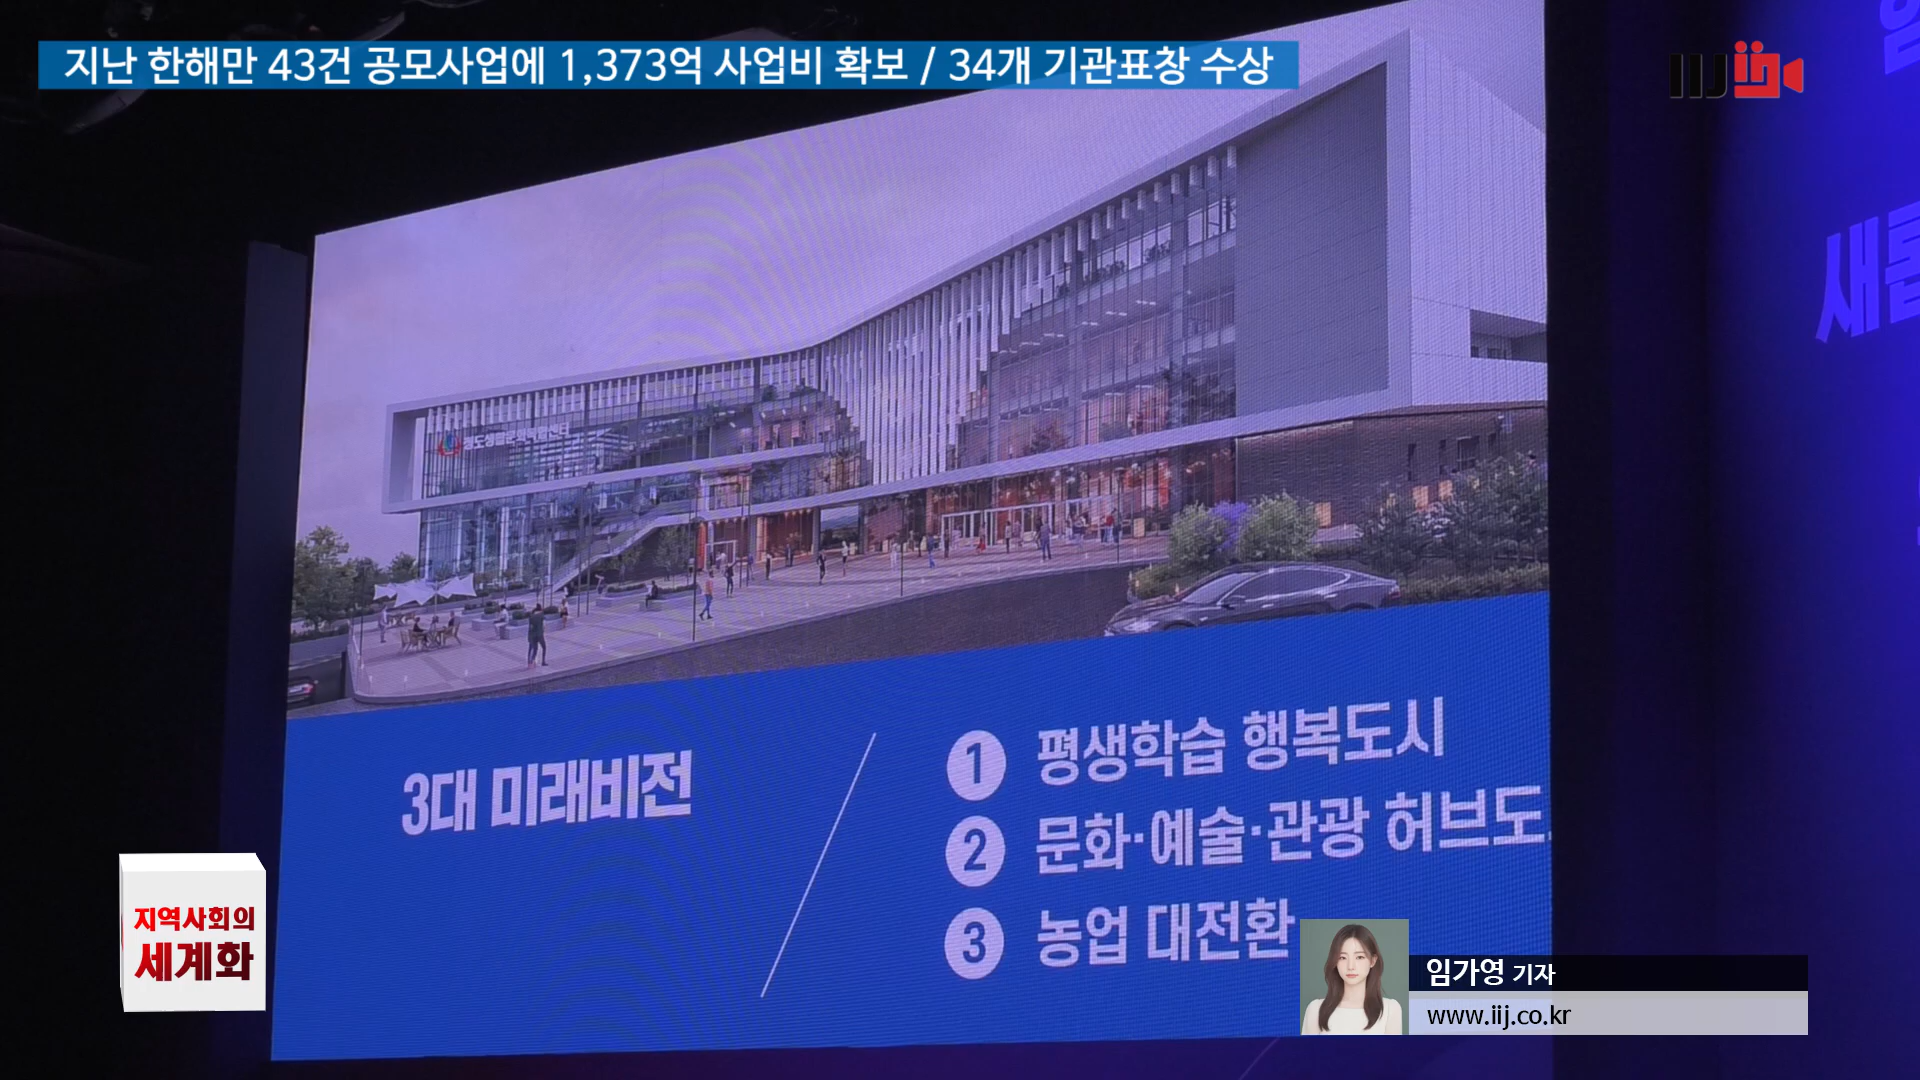 지난 한해만 43건 공모사업에 1,373억 사업비 확보 / 34개 기관표창 수상
IIJ
새롭
3대 미래비전
1 평생학습 행복도시
2 문화·예술·관광 허브도
3 농업 대전환
지역사회의
세계화
임가영 기자
www.iij.co.kr